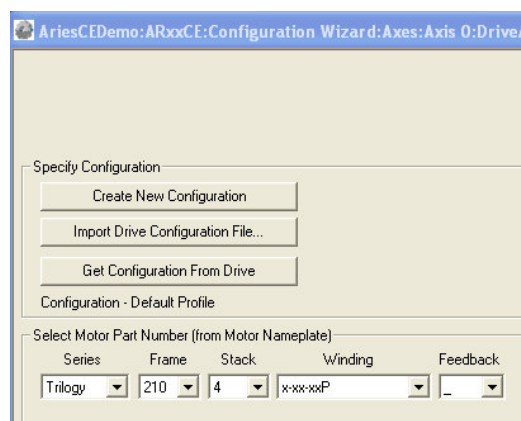 AriesCEDemo:ARxxCE:Configuration Wizard:Axes:Axis 0:Drive
Specify Configuration
Create New Configuration
Import Drive Configuration File...
Get Configuration From Drive
Configuration - Default Profile
Select Motor Part Number (from Motor Nameplate)
Series Frame Stack Winding Feedback
Trilogy 210 4 x-xx-xxP _